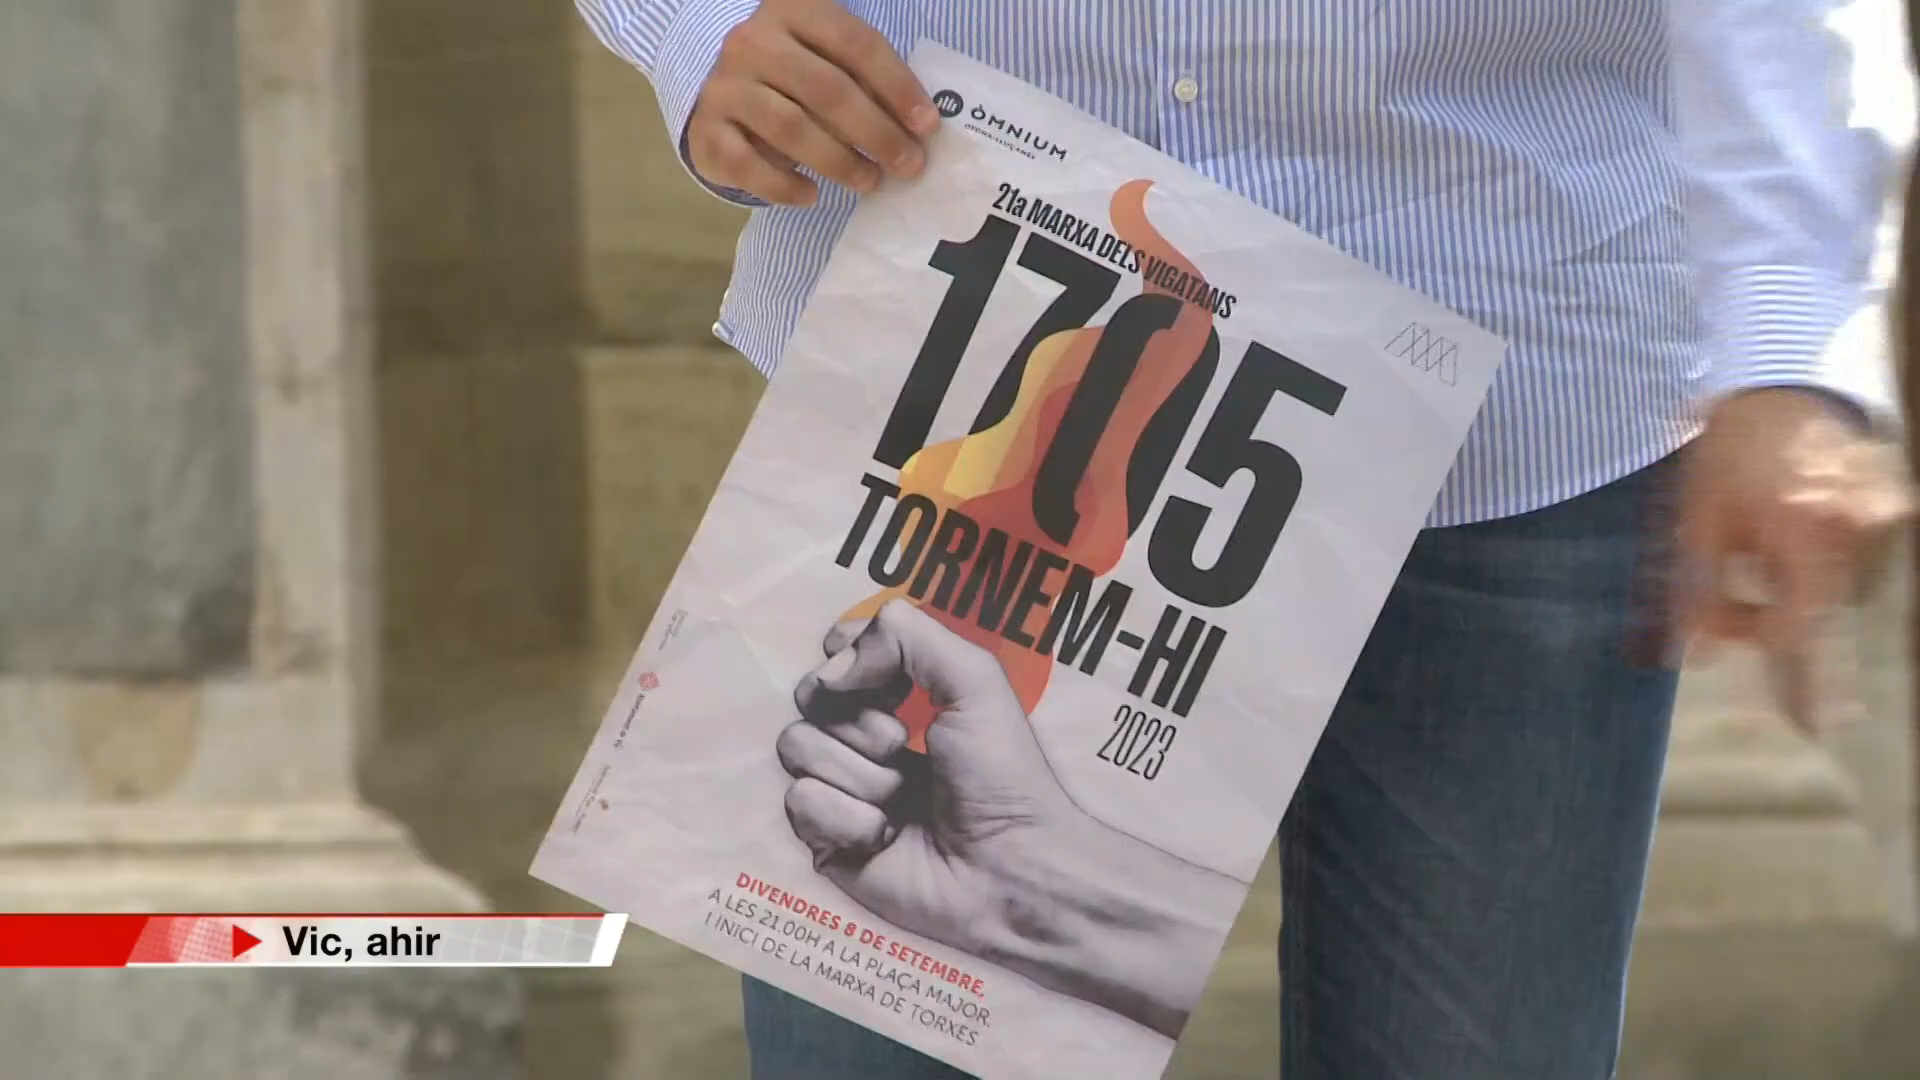 ÒMNIUM
21a MARXA DELS VIGATANS
1705
TORNEM-HI
2023
DIVENDRES 8 DE SETEMBRE,
A LES 21.00H A LA PLAÇA MAJOR.
I INICI DE LA MARXA DE TORXES
Vic, ahir